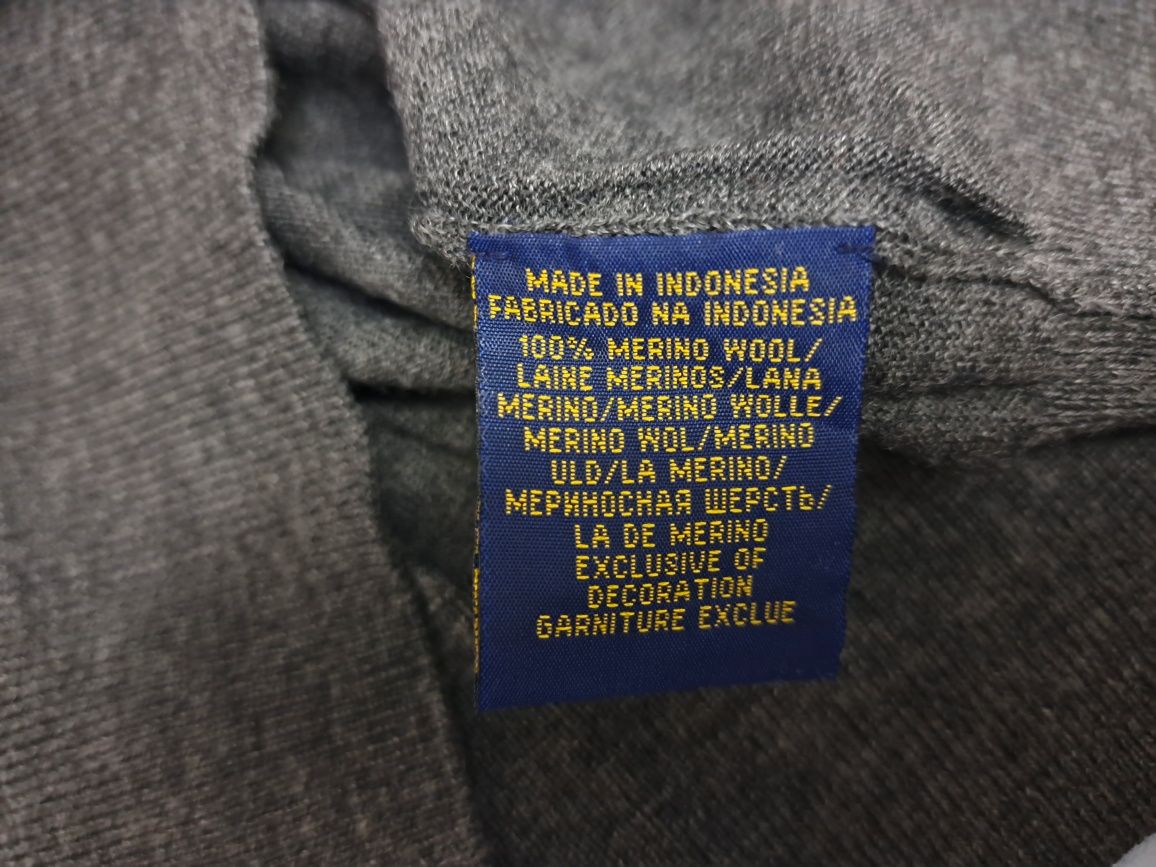 MADE IN INDONESIA
FABRICADO NA INDONESIA
100% MERINO WOOL/
LAINE MERINOS/LANA
MERINO/MERINO WOLLE/
MERINO WOL/MERINO
ULD/LA MERINO/
МЕРИНОСНАЯ ШЕРСТЬ/
LA DE MERINO
EXCLUSIVE OF
DECORATION
GARNITURE EXCLUE